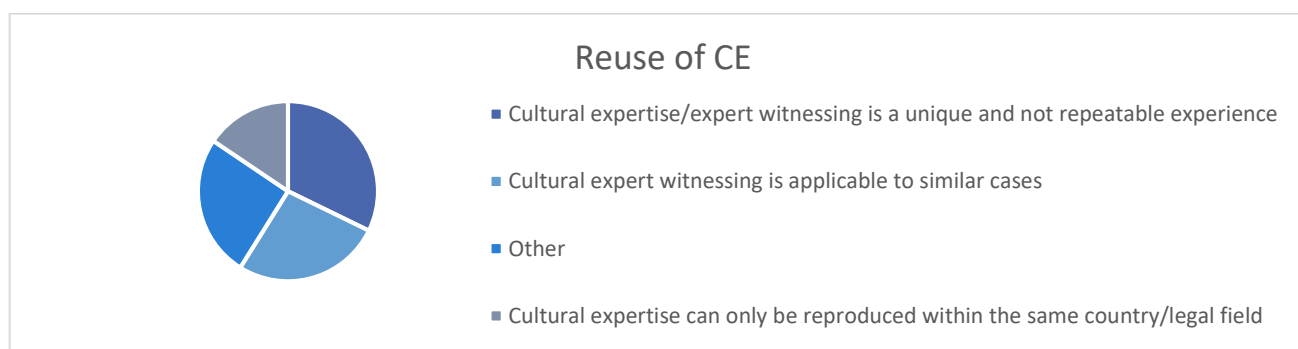 Reuse of CE
Cultural expertise/expert witnessing is a unique and not repeatable experience
Cultural expert witnessing is applicable to similar cases
Other
Cultural expertise can only be reproduced within the same country/legal field